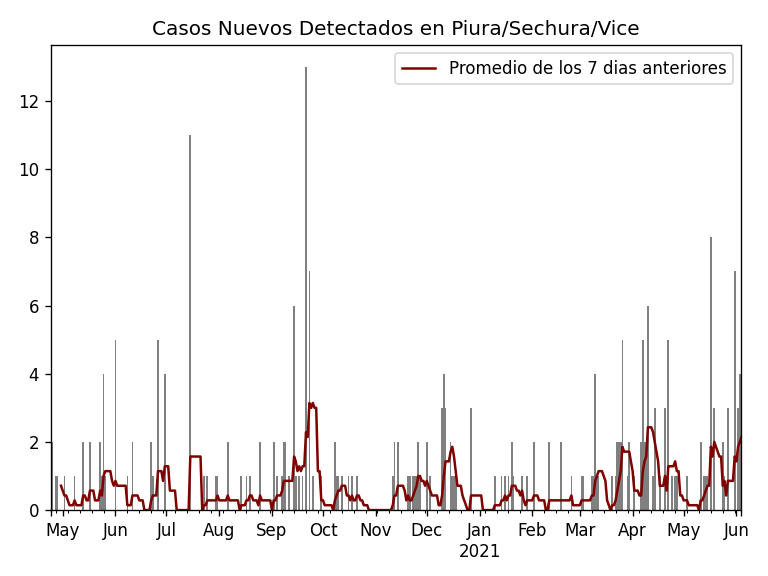 Casos Nuevos Detectados en Piura/Sechura/Vice
Promedio de los 7 dias anteriores
12
10
8
6
4
2
0
May Jun Jul Aug Sep Oct Nov Dec Jan Feb Mar Apr May Jun
2021